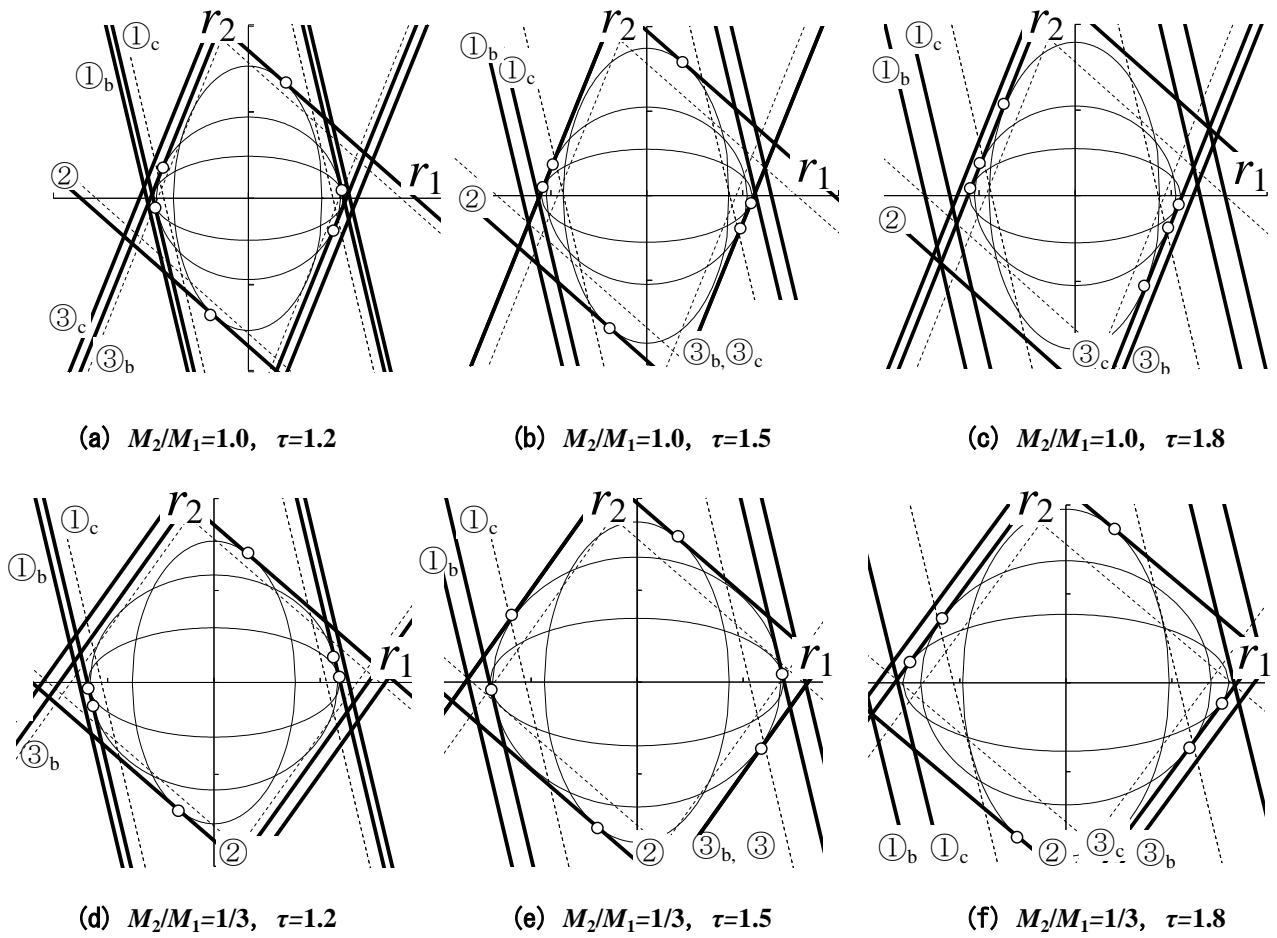 ①c r2
①b
② r1
③c
③b
①b r2
①c
② r1
③b,③c
①c r2
①b
② r1
③c
③b
(a) M2/M1=1.0, τ=1.2
(b) M2/M1=1.0, τ=1.5
(c) M2/M1=1.0, τ=1.8
①c r2
①b
r1
③b
②
①c r2
①b
r1
② ③b, ③
r2
r1
①b ①c ② ③c ③b
(d) M2/M1=1/3, τ=1.2
(e) M2/M1=1/3, τ=1.5
(f) M2/M1=1/3, τ=1.8